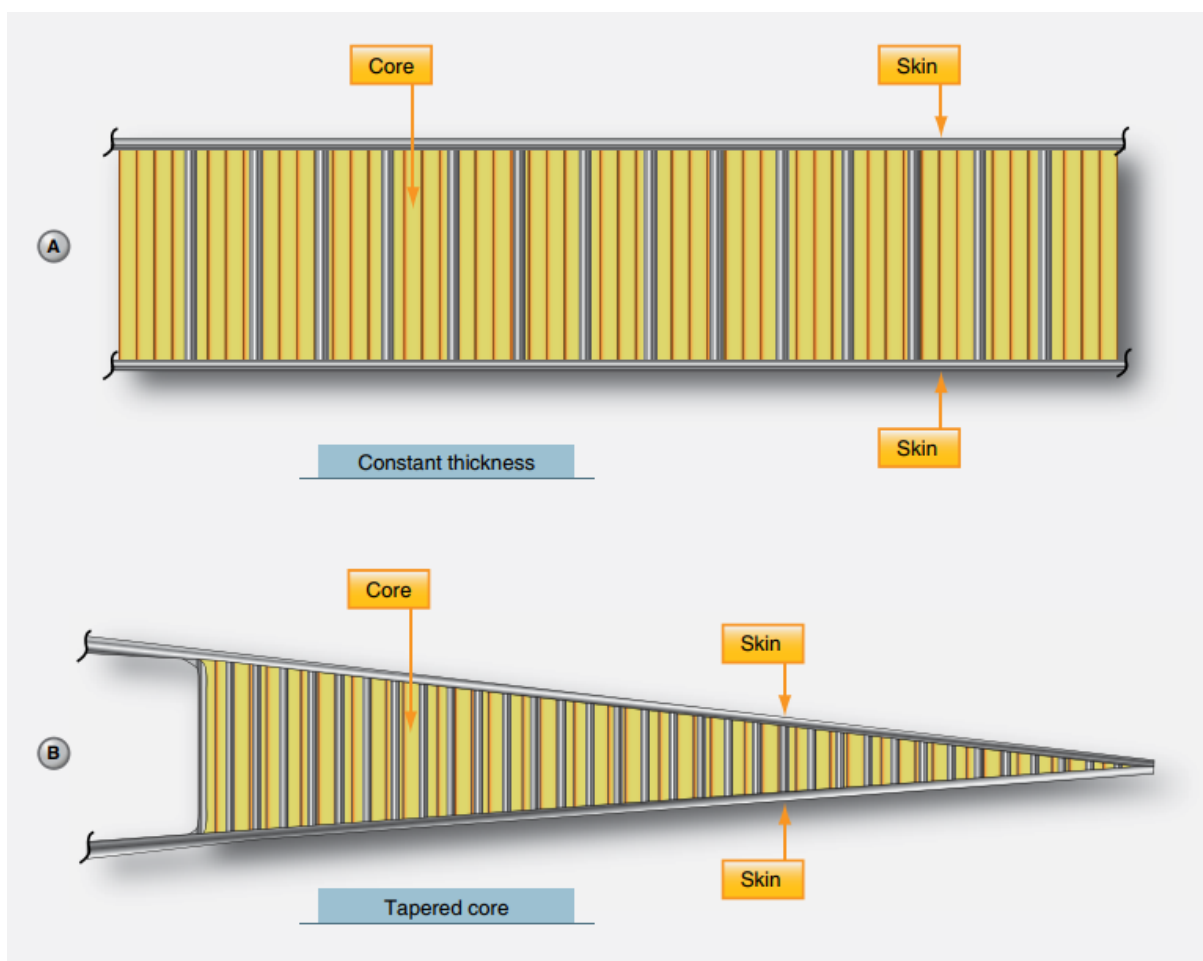 Core
Skin
A
Skin
Constant thickness
Core
Skin
B
Skin
Tapered core